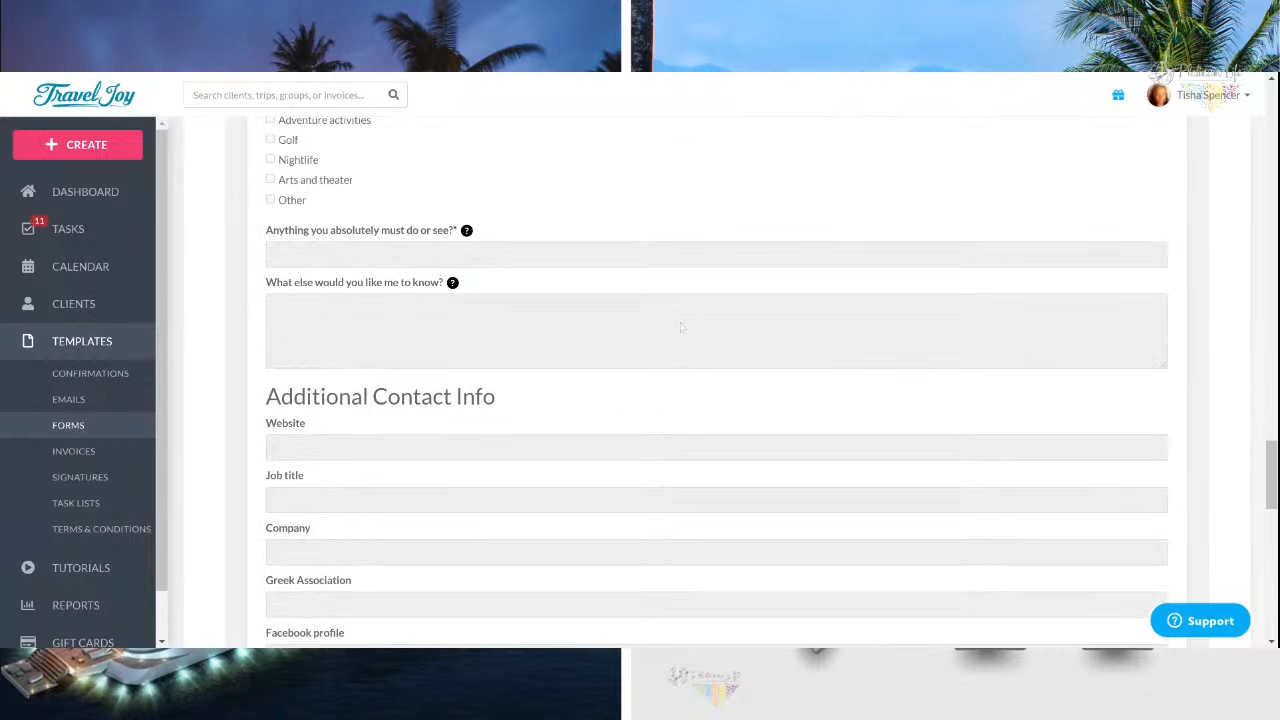 TravelJoy
Search clients, trips, groups, or invoices...
Tisha Spencer
CREATE
DASHBOARD
11
TASKS
CALENDAR
CLIENTS
TEMPLATES
CONFIRMATIONS
EMAILS
FORMS
INVOICES
SIGNATURES
TASK LISTS
TERMS & CONDITIONS
TUTORIALS
REPORTS
GIFT CARDS
Adventure activities
Golf
Nightlife
Arts and theater
Other
Anything you absolutely must do or see?* ?
What else would you like me to know? ?
Additional Contact Info
Website
Job title
Company
Greek Association
Facebook profile
? Support